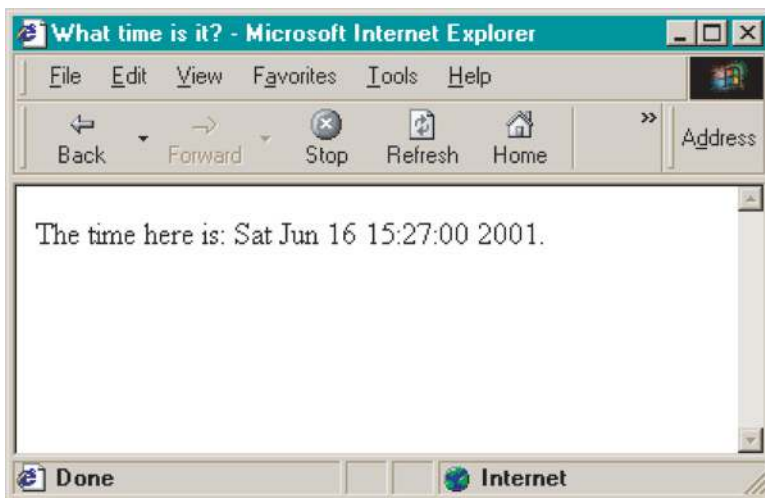 What time is it? - Microsoft Internet Explorer
File Edit View Favorites Tools Help
Back Forward Stop Refresh Home » Address
The time here is: Sat Jun 16 15:27:00 2001.
Done Internet